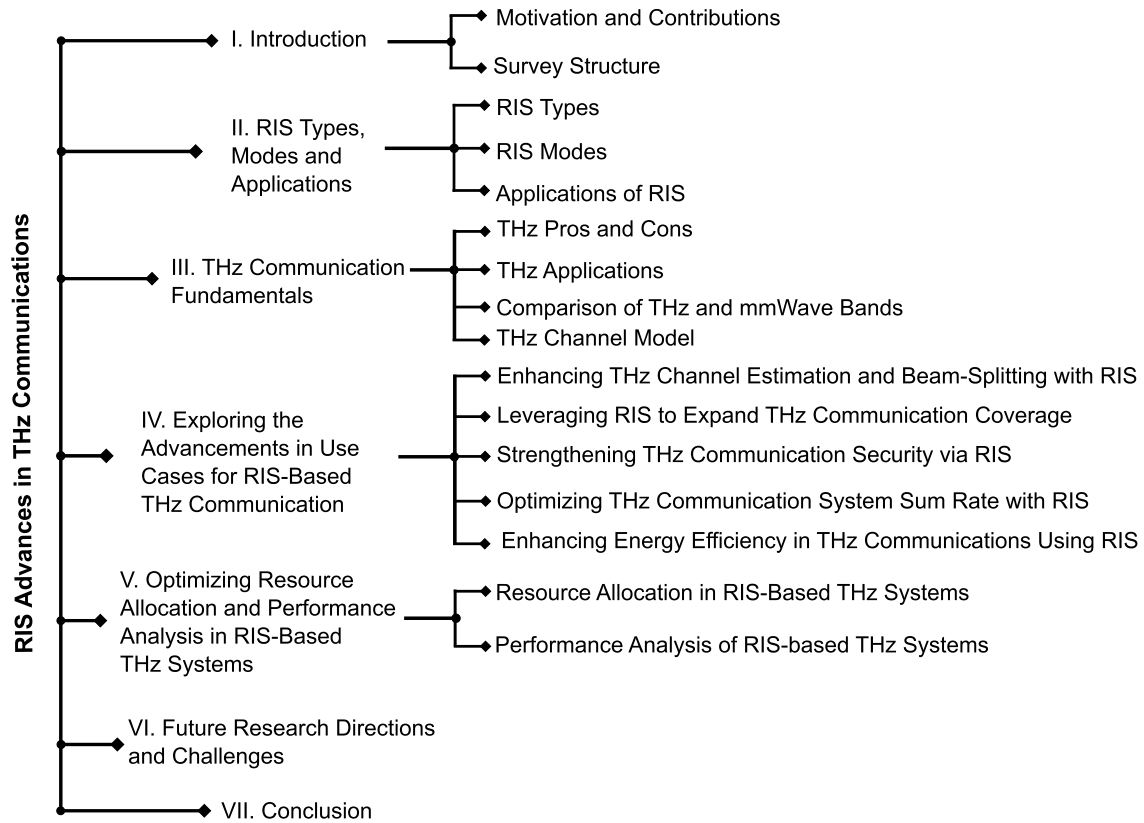 RIS Advances in THz Communications
I. Introduction
Motivation and Contributions
Survey Structure
II. RIS Types,
Modes and
Applications
RIS Types
RIS Modes
Applications of RIS
III. THz Communication
Fundamentals
THz Pros and Cons
THz Applications
Comparison of THz and mmWave Bands
THz Channel Model
IV. Exploring the
Advancements in Use
Cases for RIS-Based
THz Communication
Enhancing THz Channel Estimation and Beam-Splitting with RIS
Leveraging RIS to Expand THz Communication Coverage
Strengthening THz Communication Security via RIS
Optimizing THz Communication System Sum Rate with RIS
Enhancing Energy Efficiency in THz Communications Using RIS
V. Optimizing Resource
Allocation and Performance
Analysis in RIS-Based
THz Systems
Resource Allocation in RIS-Based THz Systems
Performance Analysis of RIS-based THz Systems
VI. Future Research Directions
and Challenges
VII. Conclusion